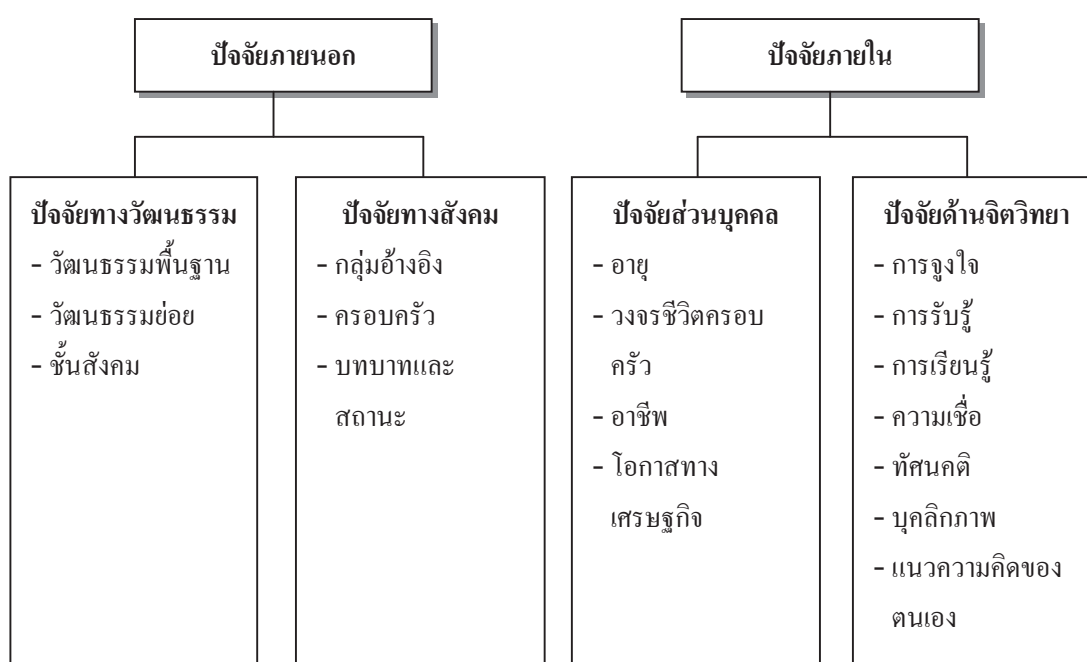 ปัจจัยภายนอก
ปัจจัยภายใน
ปัจจัยทางวัฒนธรรม
- วัฒนธรรมพื้นฐาน
- วัฒนธรรมย่อย
- ชั้นสังคม
ปัจจัยทางสังคม
- กลุ่มอ้างอิง
- ครอบครัว
- บทบาทและ
สถานะ
ปัจจัยส่วนบุคคล
- อายุ
- วงจรชีวิตครอบ
ครัว
- อาชีพ
- โอกาสทาง
เศรษฐกิจ
ปัจจัยด้านจิตวิทยา
- การจูงใจ
- การรับรู้
- การเรียนรู้
- ความเชื่อ
- ทัศนคติ
- บุคลิกภาพ
- แนวความคิดของ
ตนเอง